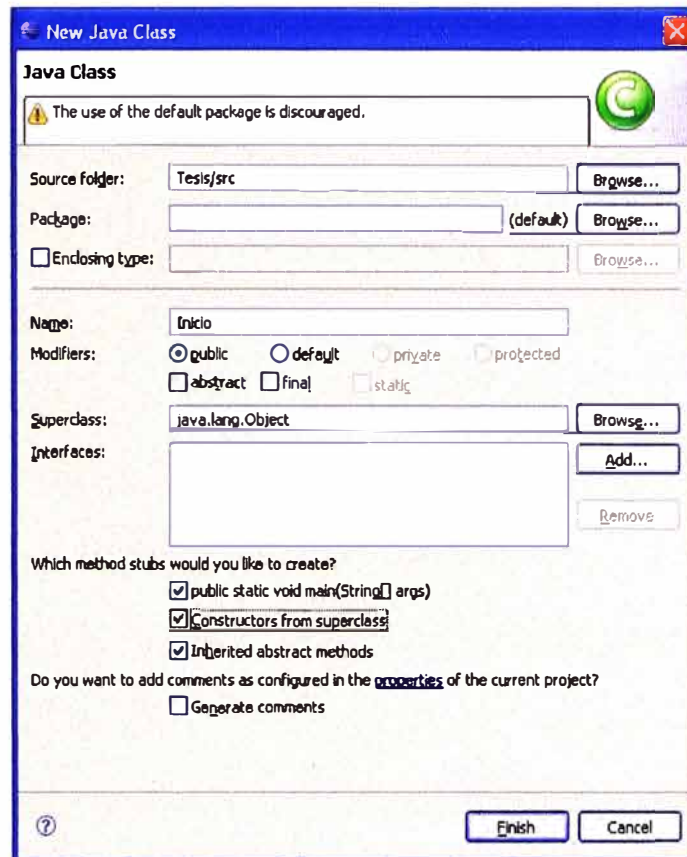 New Java Class
Java Class
The use of the default package is discouraged.
Source folder: Tesis/src Browse...
Package: (default) Browse...
Enclosing type: Browse...
Name: Inicio
Modifiers: public default private protected
abstract final static
Superclass: java.lang.Object Browse...
Interfaces: Add...
Remove
Which method stubs would you like to create?
public static void main(String[] args)
Constructors from superclass
Inherited abstract methods
Do you want to add comments as configured in the properties of the current project?
Generate comments
? Finish Cancel